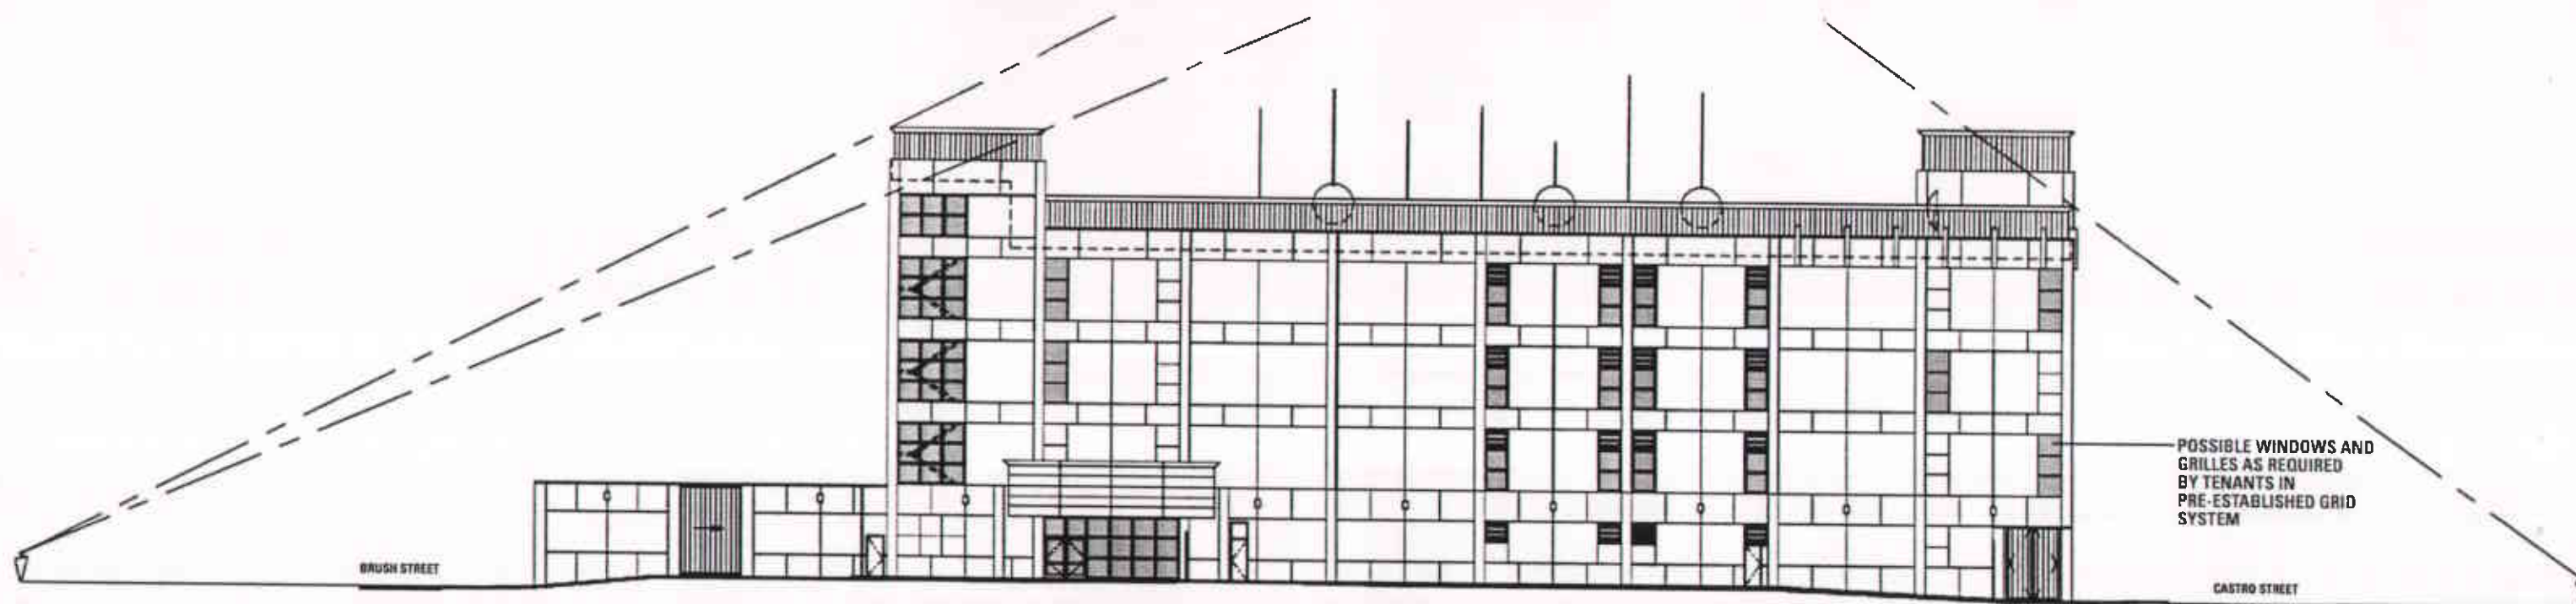 POSSIBLE WINDOWS AND
GRILLES AS REQUIRED
BY TENANTS IN
PRE-ESTABLISHED GRID
SYSTEM
BRUSH STREET
CASTRO STREET